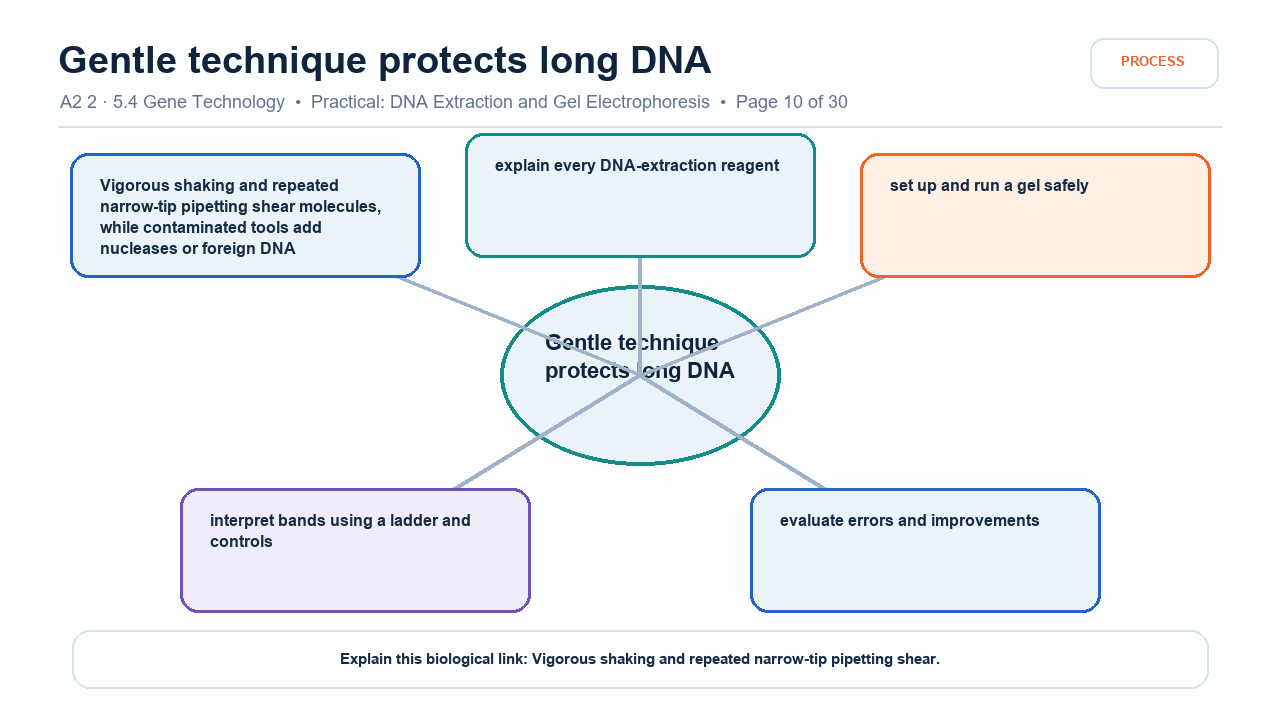 Gentle technique protects long DNA
PROCESS
A2 2 · 5.4 Gene Technology • Practical: DNA Extraction and Gel Electrophoresis • Page 10 of 30
Vigorous shaking and repeated
narrow-tip pipetting shear molecules,
while contaminated tools add
nucleases or foreign DNA
explain every DNA-extraction reagent
set up and run a gel safely
Gentle technique
protects long DNA
interpret bands using a ladder and
controls
evaluate errors and improvements
Explain this biological link: Vigorous shaking and repeated narrow-tip pipetting shear.